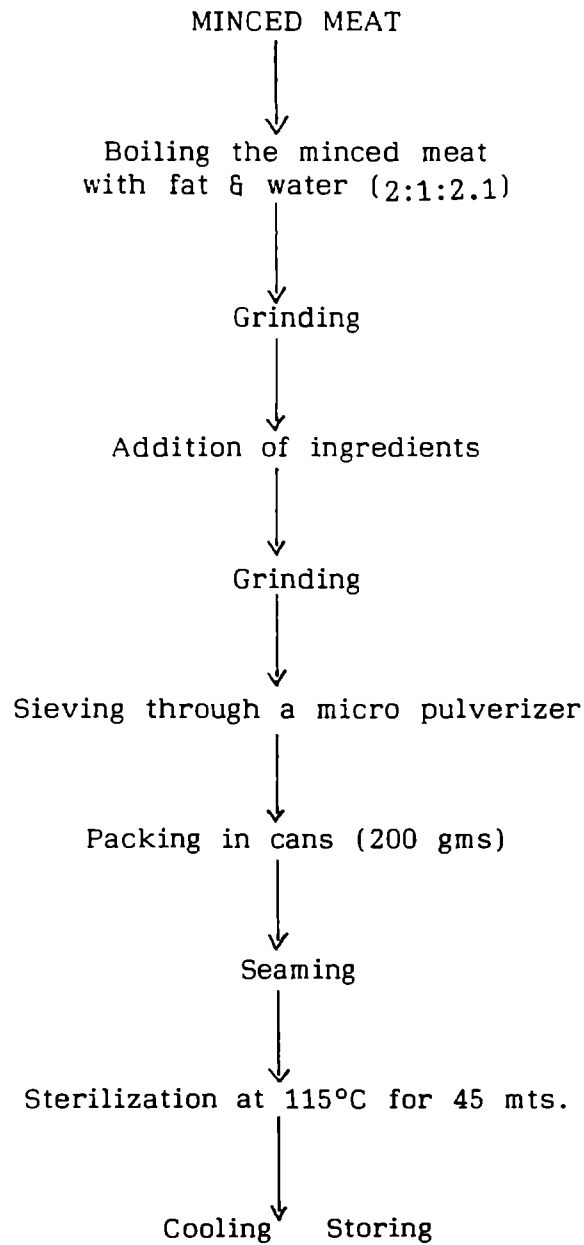 MINCED MEAT
Boiling the minced meat
with fat & water (2:1:2.1)
Grinding
Addition of ingredients
Grinding
Sieving through a micro pulverizer
Packing in cans (200 gms)
Seaming
Sterilization at 115°C for 45 mts.
Cooling Storing